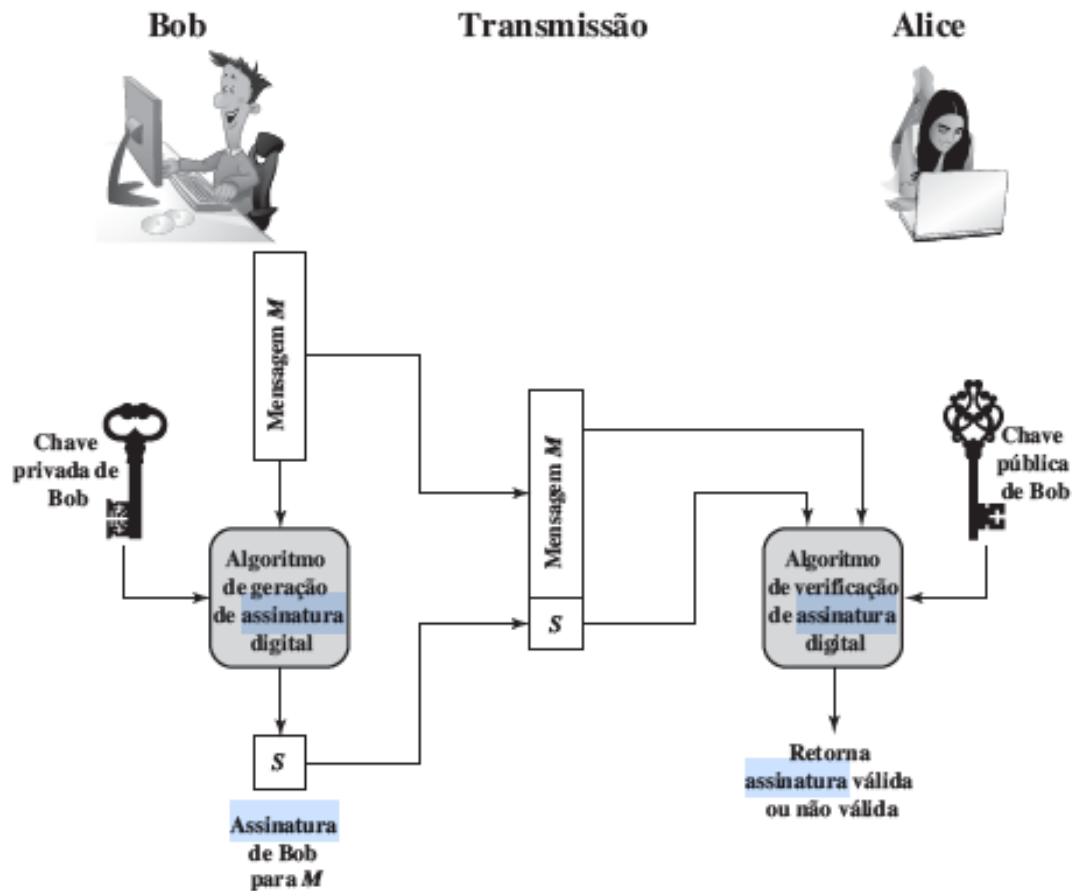 Bob
Transmissão
Alice
Mensagem M
Chave
privada de
Bob
Algoritmo
de geração
de assinatura
digital
S
Assinatura
de Bob
para M
Mensagem M
S
Chave
pública
de Bob
Algoritmo
de verificação
de assinatura
digital
Retorna
assinatura válida
ou não válida